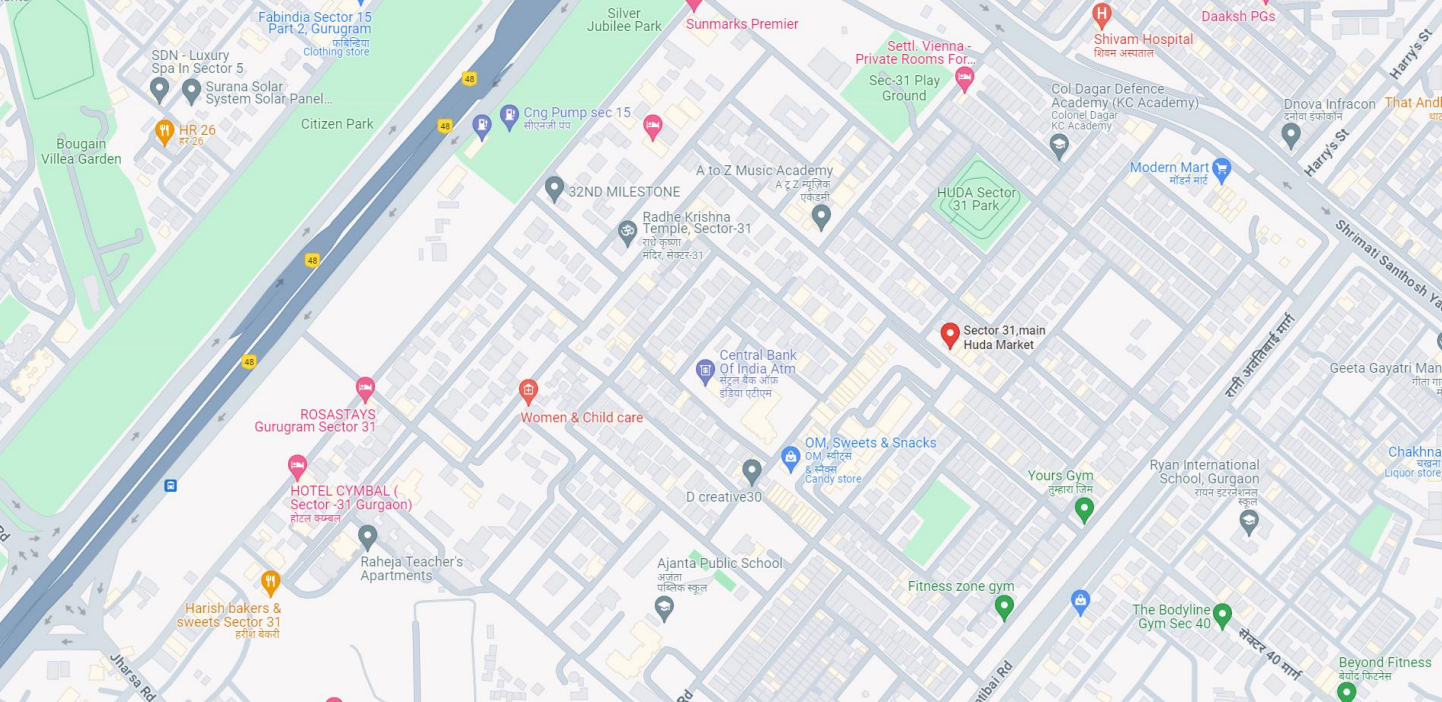 Fabindia Sector 15
Part 2, Gurugram
फैबिन्डिया
Clothing store
Silver
Jubilee Park
Sunmarks Premier
Daaksh PGs
H
Shivam Hospital
शिवम अस्पताल
Harry's St
SDN - Luxury
Spa In Sector 5
Surana Solar
System Solar Panel...
Settl. Vienna -
Private Rooms For...
Sec-31 Play
Ground
Col Dagar Defence
Academy (KC Academy)
Colonel Dagar
KC Academy
Dnova Infracon
दनोवा इंफोकॉन
That Andh
48
48
Cng Pump sec 15
सीएनजी पंप
Citizen Park
HR 26
हर 26
Bougain
Villea Garden
Harry's St
Modern Mart
मॉडर्न मार्ट
A to Z Music Academy
A टू Z म्यूज़िक
एकेडमी
32ND MILESTONE
HUDA Sector
31 Park
Radhe Krishna
Temple, Sector-31
राधे कृष्णा
मंदिर, सेक्टर-31
Shrimati Santhosh Ya
48
Sector 31,main
Huda Market
रानी अवंतिबाई मार्ग
48
Central Bank
Of India Atm
सेंट्रल बैंक ऑफ़
इंडिया एटीएम
Geeta Gayatri Man
गीता गा
ROSASTAYS
Gurugram Sector 31
Women & Child care
OM, Sweets & Snacks
OM, स्वीट्स
& स्नैक्स
Candy store
Chakhna
चखना
Liquor store
HOTEL CYMBAL (
Sector -31 Gurgaon)
होटल क्य्म्बल
D creative30
Yours Gym
तुम्हारा जिम
Ryan International
School, Gurgaon
रायन इंटरनेशनल
स्कूल
Raheja Teacher's
Apartments
Ajanta Public School
अजंता
पब्लिक स्कूल
Fitness zone gym
Harish bakers &
sweets Sector 31
हरीश बेकरी
The Bodyline
Gym Sec 40
सेक्टर 40 मार्ग
Jharsa Rd
Rd
Rd
tibai Rd
Beyond Fitness
बेयॉंद फिटनेस